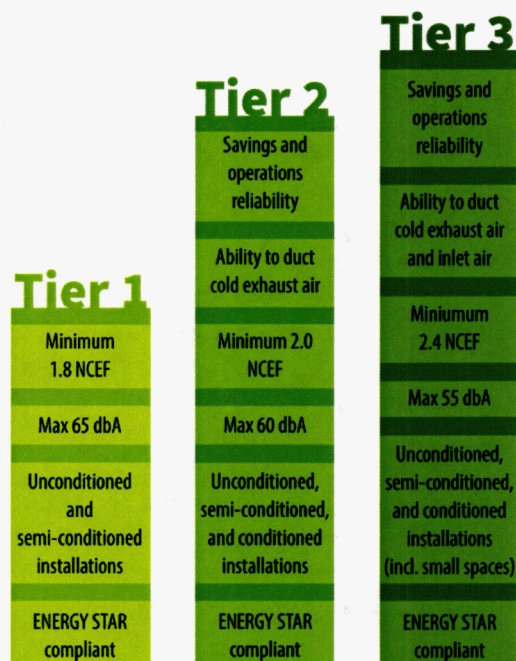 Tier 1
Minimum
1.8 NCEF
Max 65 dbA
Unconditioned
and
semi-conditioned
installations
ENERGY STAR
compliant
Tier 2
Savings and
operations
reliability
Ability to duct
cold exhaust air
Minimum 2.0
NCEF
Max 60 dbA
Unconditioned,
semi-conditioned,
and conditioned
installations
ENERGY STAR
compliant
Tier 3
Savings and
operations
reliability
Ability to duct
cold exhaust air
and inlet air
Miniumum
2.4 NCEF
Max 55 dbA
Unconditioned,
semi-conditioned,
and conditioned
installations
(incl. small spaces)
ENERGY STAR
compliant